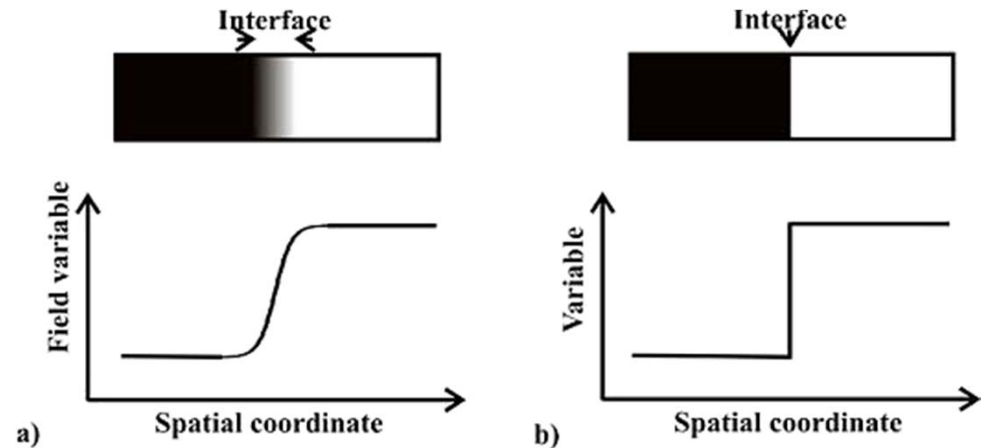 Interface
Field variable
Spatial coordinate
a)
Interface
Variable
Spatial coordinate
b)